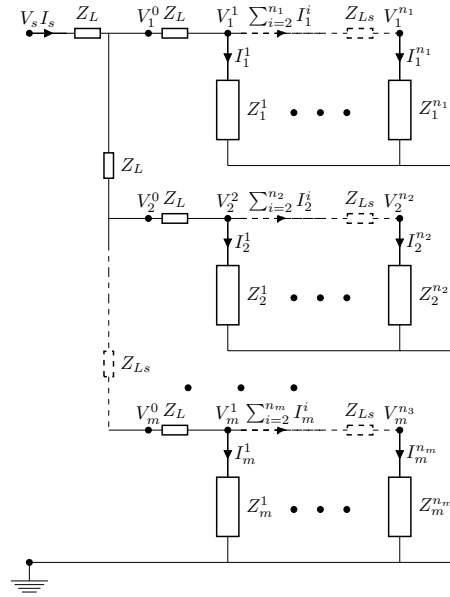 V_s I_s Z_L V_1^0 Z_L V_1^1 \sum_{i=2}^{n_1} I_1^i Z_{Ls} V_1^{n_1}
I_1^1 I_1^{n_1}
Z_1^1 Z_1^{n_1}
Z_L
V_2^0 Z_L V_2^2 \sum_{i=2}^{n_2} I_2^i Z_{Ls} V_2^{n_2}
I_2^1 I_2^{n_2}
Z_2^1 Z_2^{n_2}
Z_{Ls}
V_m^0 Z_L V_m^1 \sum_{i=2}^{n_m} I_m^i Z_{Ls} V_m^{n_3}
I_m^1 I_m^{n_m}
Z_m^1 Z_m^{n_m}